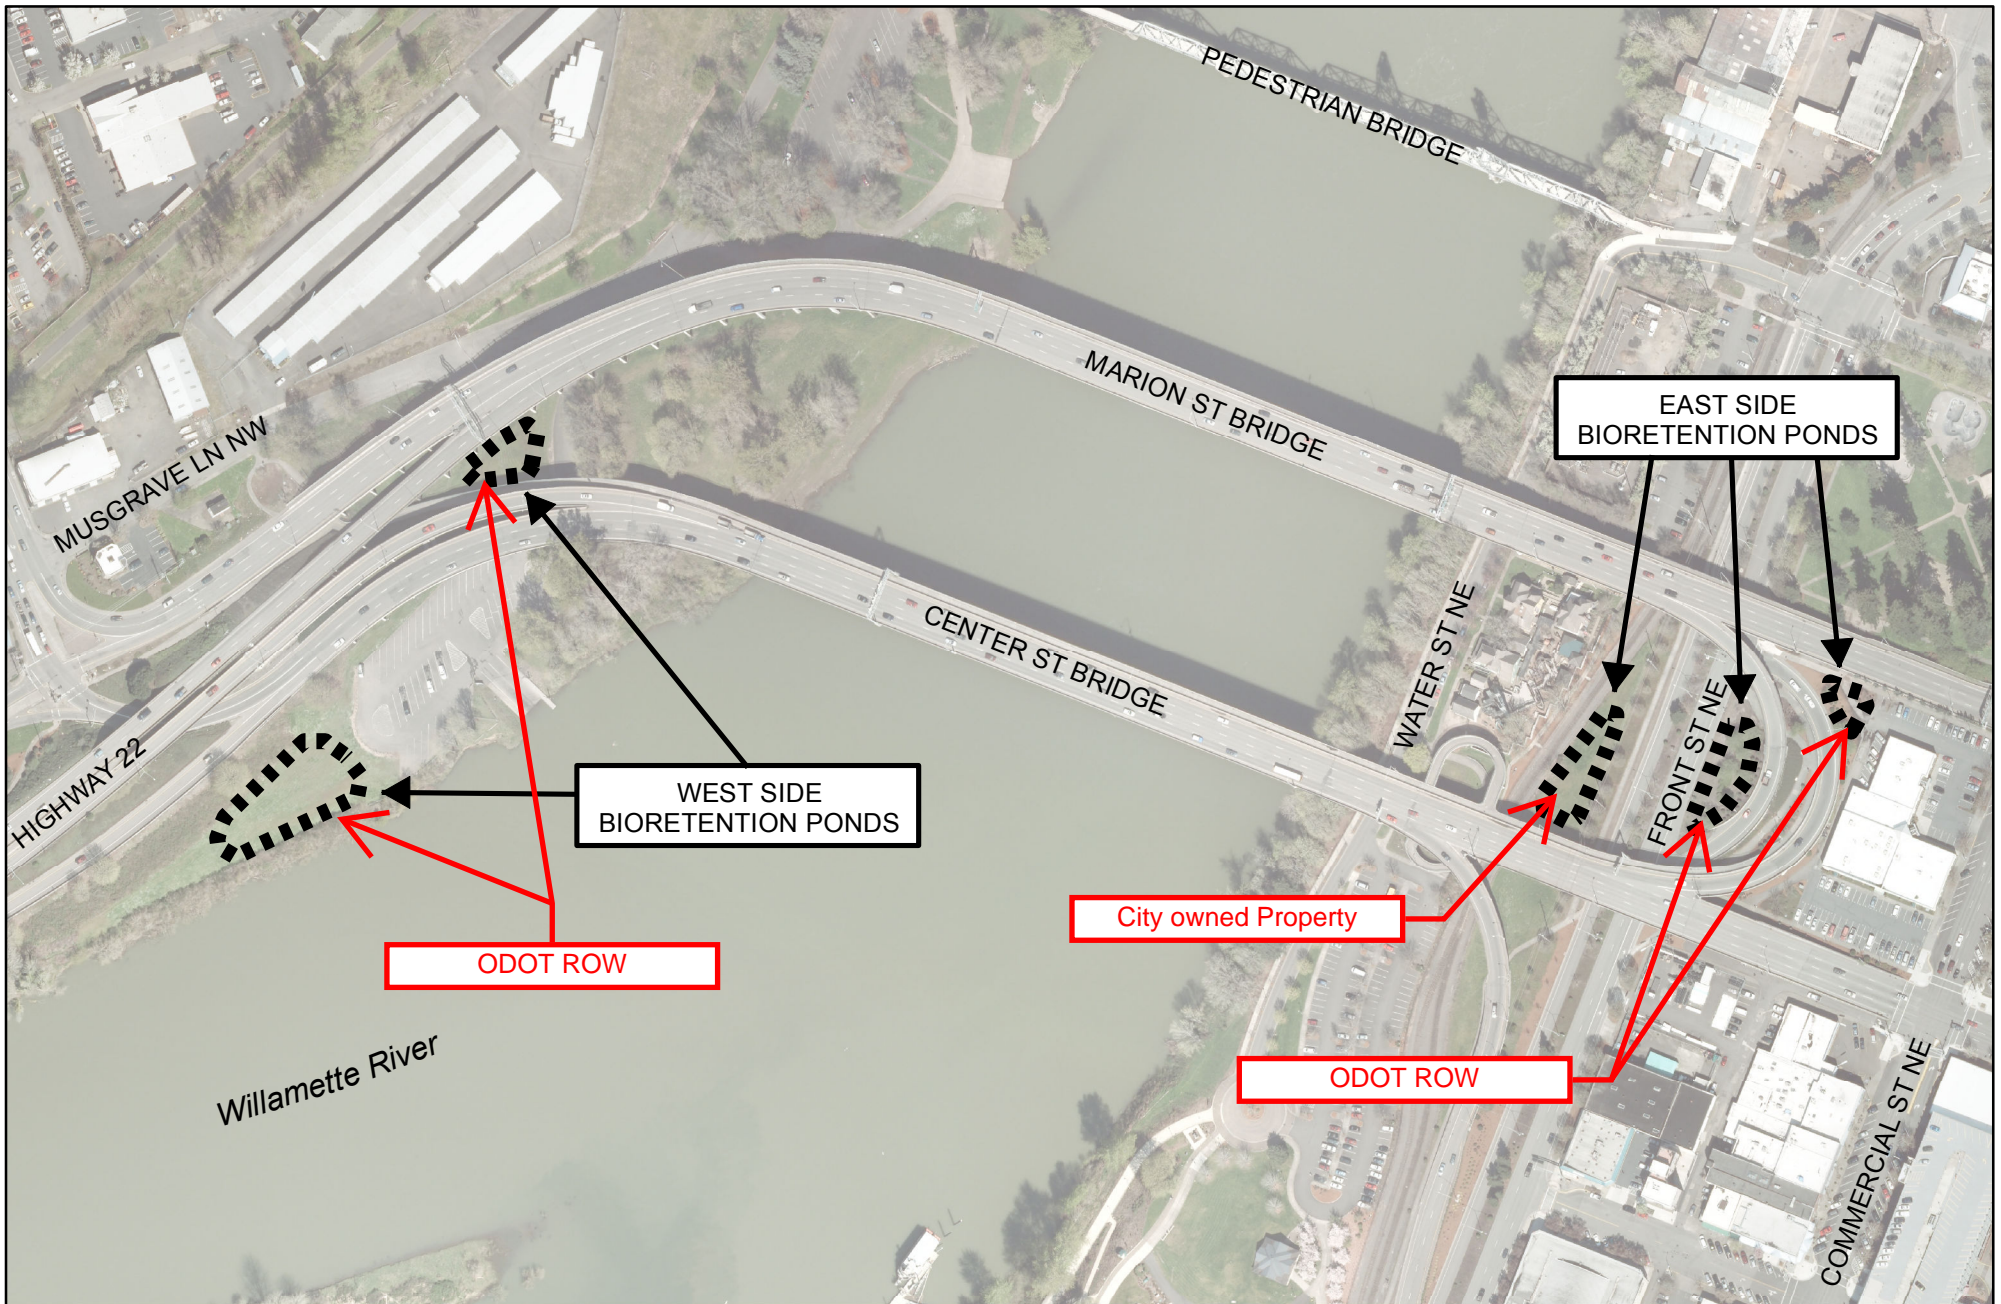 PEDESTRIAN BRIDGE
MARION ST BRIDGE
EAST SIDE
BIORETENTION PONDS
MUSGRAVE LN NW
CENTER ST BRIDGE
WATER ST NE
FRONT ST NE
HIGHWAY 22
WEST SIDE
BIORETENTION PONDS
City owned Property
ODOT ROW
Willamette River
ODOT ROW
COMMERCIAL ST NE